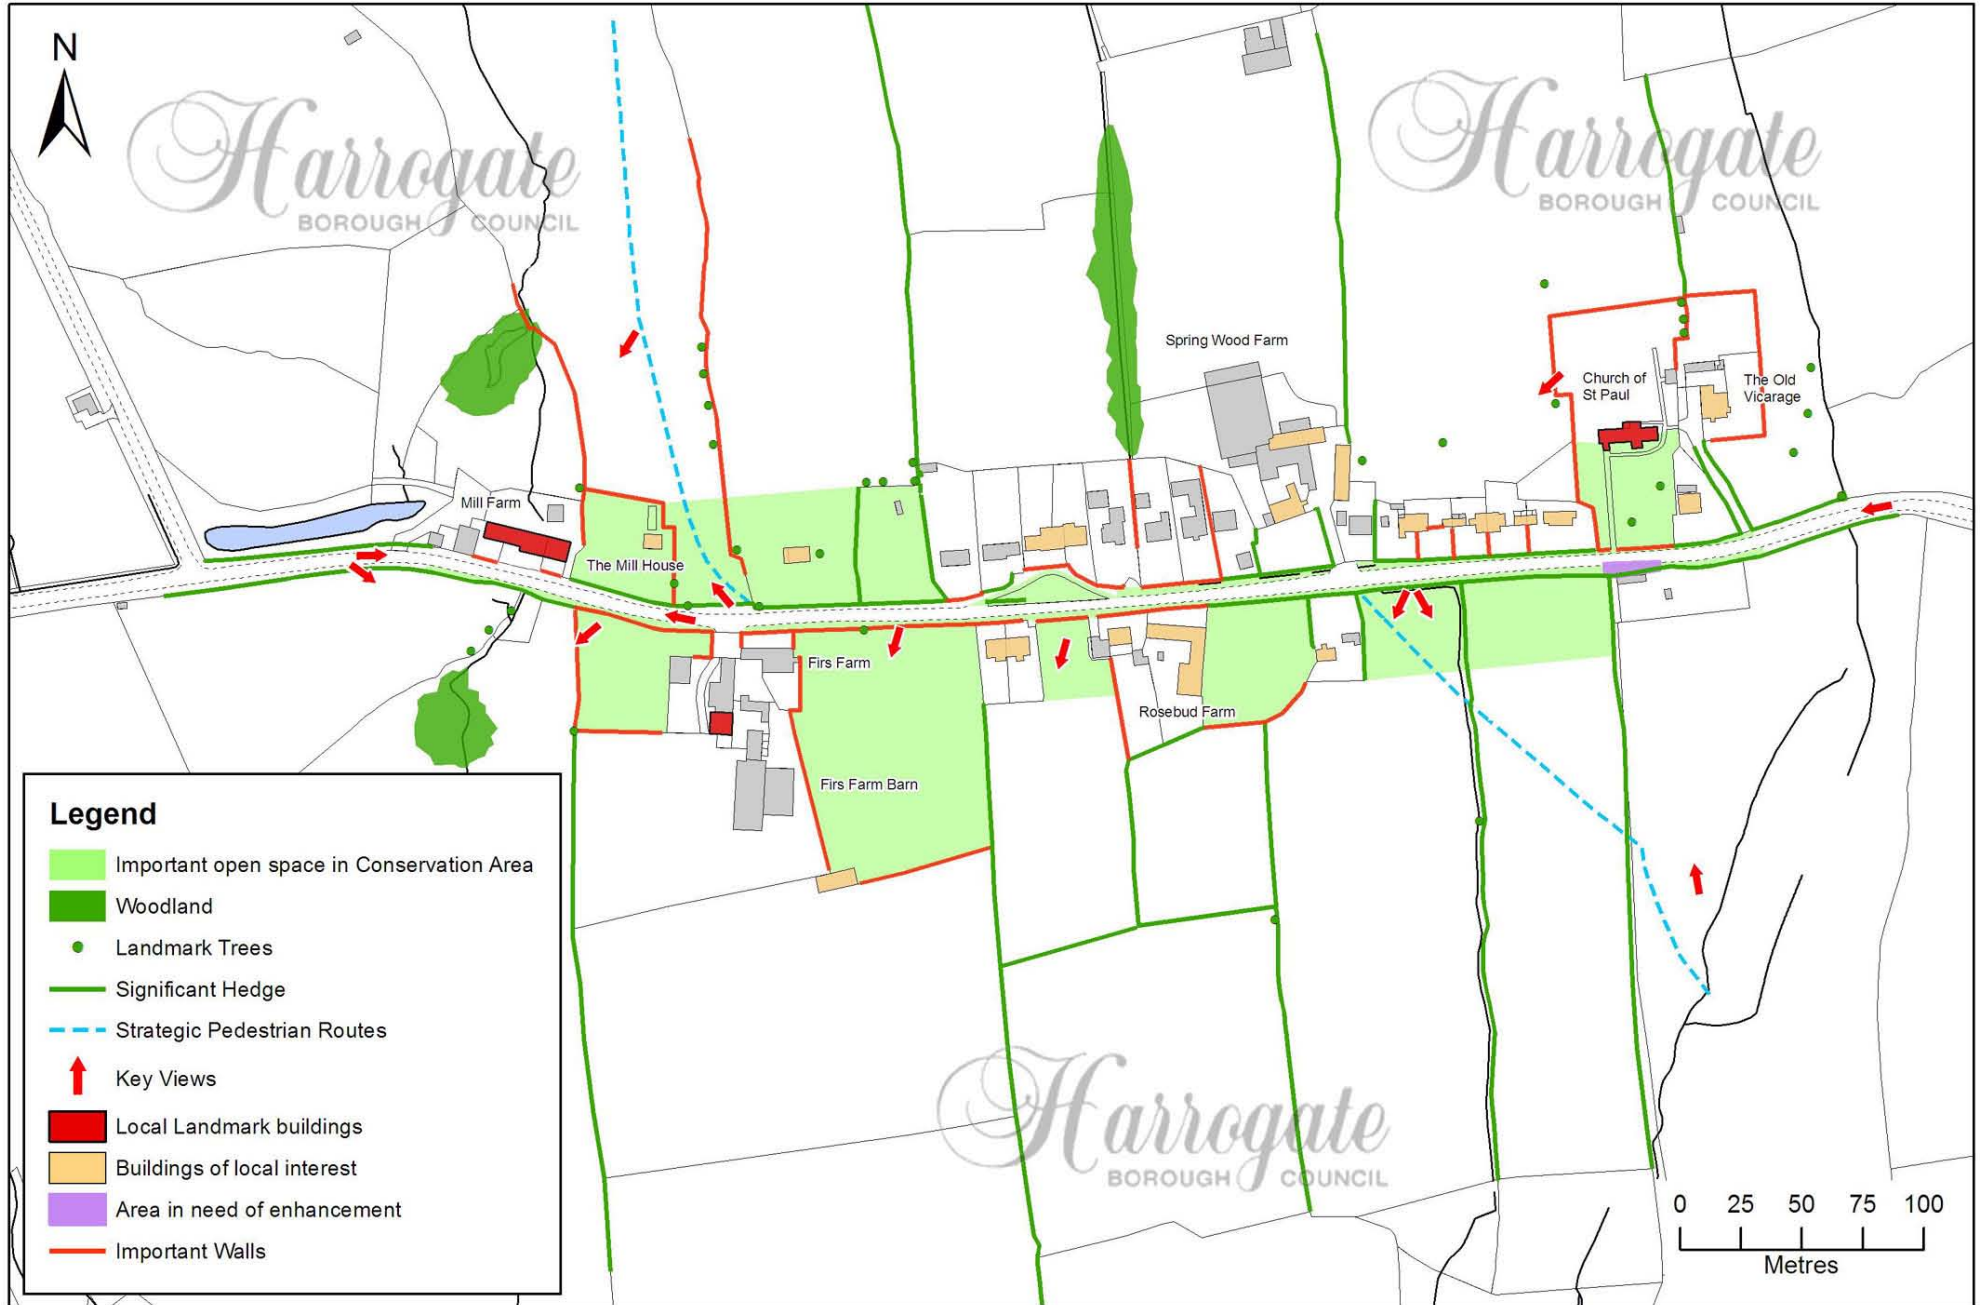 N
Harrogate
BOROUGH COUNCIL
Harrogate
BOROUGH COUNCIL
Spring Wood Farm
Church of
St Paul
The Old
Vicarage
Mill Farm
The Mill House
Firs Farm
Rosebud Farm
Firs Farm Barn
Legend
Important open space in Conservation Area
Woodland
Landmark Trees
Significant Hedge
Strategic Pedestrian Routes
Key Views
Local Landmark buildings
Buildings of local interest
Area in need of enhancement
Important Walls
Harrogate
BOROUGH COUNCIL
0 25 50 75 100
Metres